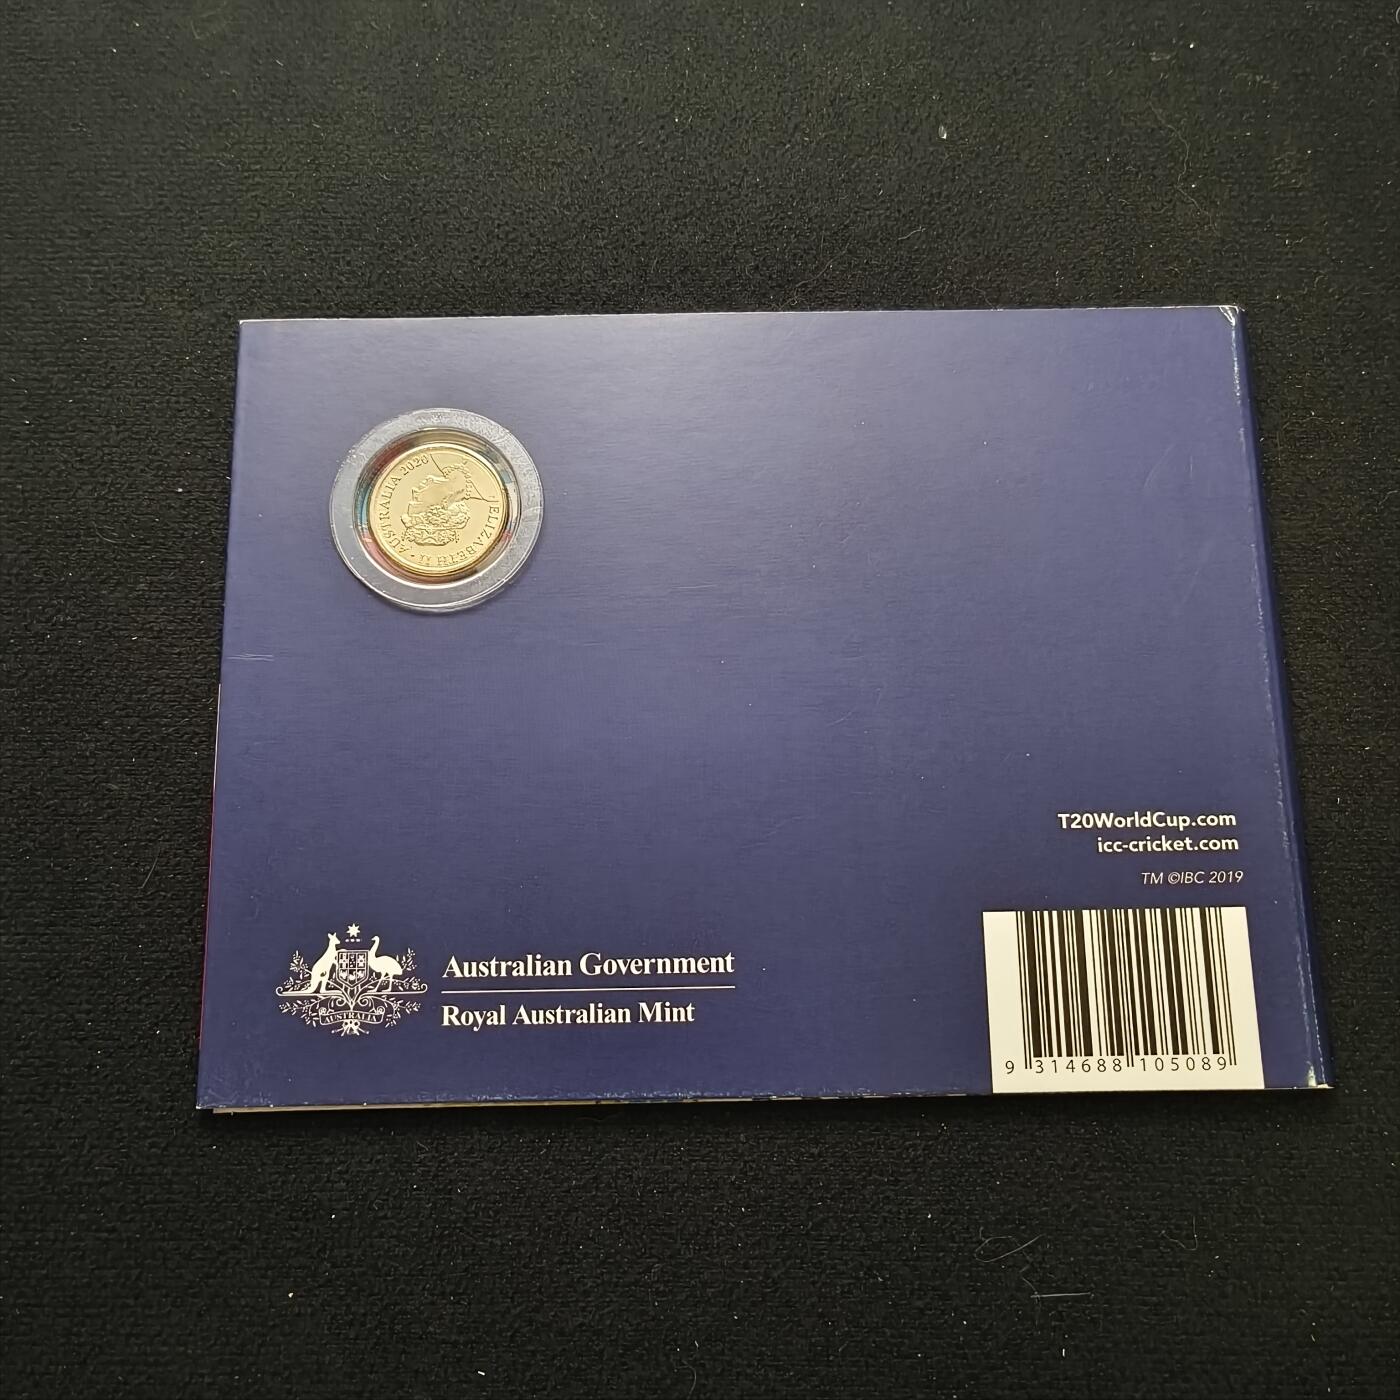 ELIZABETH II • AUSTRALIA 2020
T20WorldCup.com
icc-cricket.com
TM ©IBC 2019
AUSTRALIA
Australian Government
Royal Australian Mint
9 314688 105089